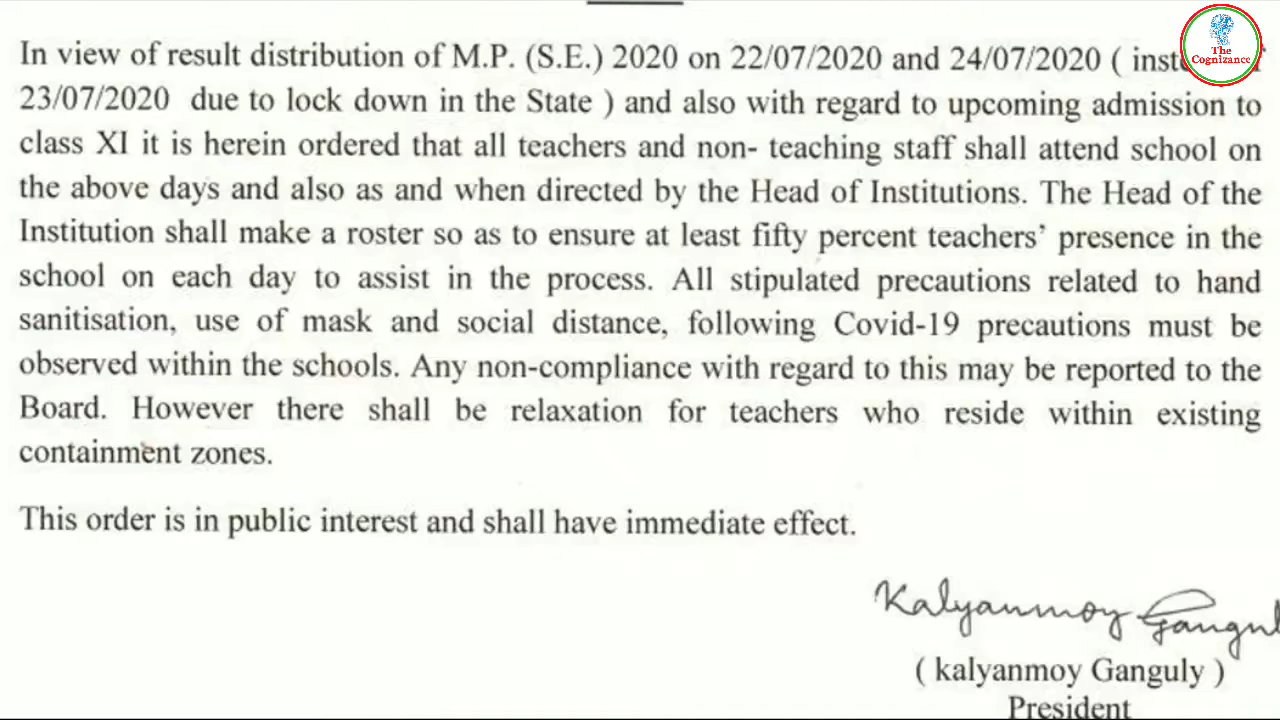 The
Cognizance
In view of result distribution of M.P. (S.E.) 2020 on 22/07/2020 and 24/07/2020 (
23/07/2020 due to lock down in the State ) and also with regard to upcoming admission to
class XI it is herein ordered that all teachers and non- teaching staff shall attend school on
the above days and also as and when directed by the Head of Institutions. The Head of the
Institution shall make a roster so as to ensure at least fifty percent teachers’ presence in the
school on each day to assist in the process. All stipulated precautions related to hand
sanitisation, use of mask and social distance, following Covid-19 precautions must be
observed within the schools. Any non-compliance with regard to this may be reported to the
Board. However there shall be relaxation for teachers who reside within existing
containment zones.
This order is in public interest and shall have immediate effect.
Kalyanmoy
( kalyanmoy Ganguly )
President